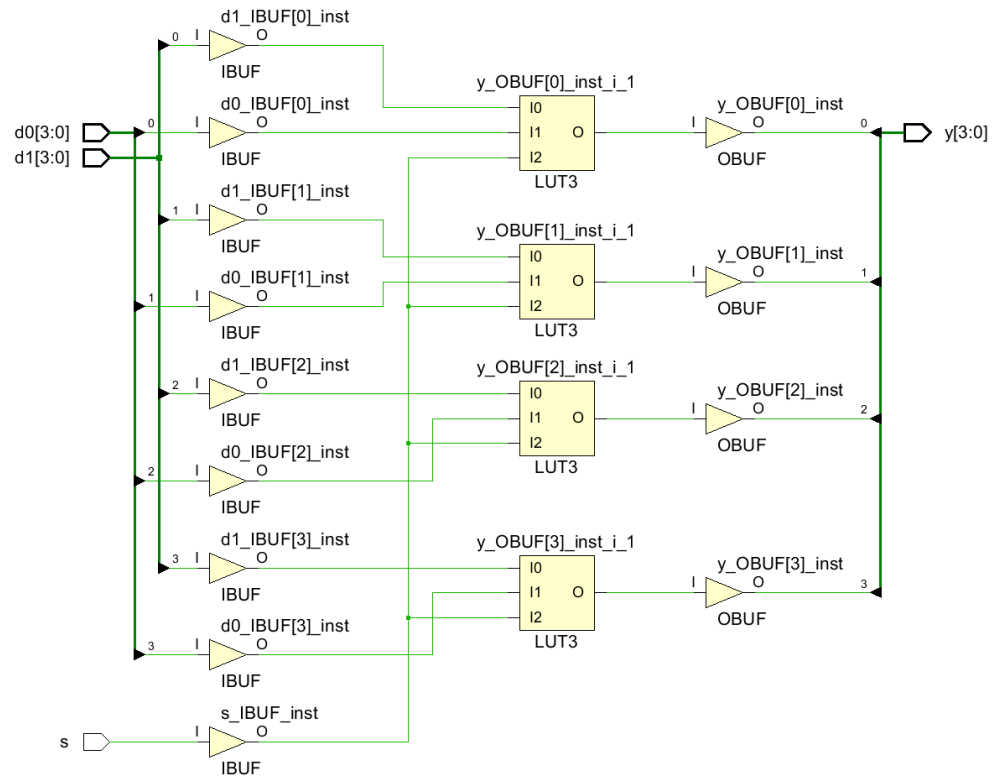 d1_IBUF[0]_inst
0 I O
IBUF
d0_IBUF[0]_inst
d0[3:0]
0 I O
IBUF
d1[3:0]
d1_IBUF[1]_inst
1 I O
IBUF
d0_IBUF[1]_inst
1 I O
IBUF
d1_IBUF[2]_inst
2 I O
IBUF
d0_IBUF[2]_inst
2 I O
IBUF
d1_IBUF[3]_inst
3 I O
IBUF
d0_IBUF[3]_inst
3 I O
IBUF
s_IBUF_inst
s
I O
IBUF
y_OBUF[0]_inst_i_1
I0
I1 O
I2
LUT3
y_OBUF[1]_inst_i_1
I0
I1 O
I2
LUT3
y_OBUF[2]_inst_i_1
I0
I1 O
I2
LUT3
y_OBUF[3]_inst_i_1
I0
I1 O
I2
LUT3
y_OBUF[0]_inst
I O 0
OBUF
y[3:0]
y_OBUF[1]_inst
I O 1
OBUF
y_OBUF[2]_inst
I O 2
OBUF
y_OBUF[3]_inst
I O 3
OBUF